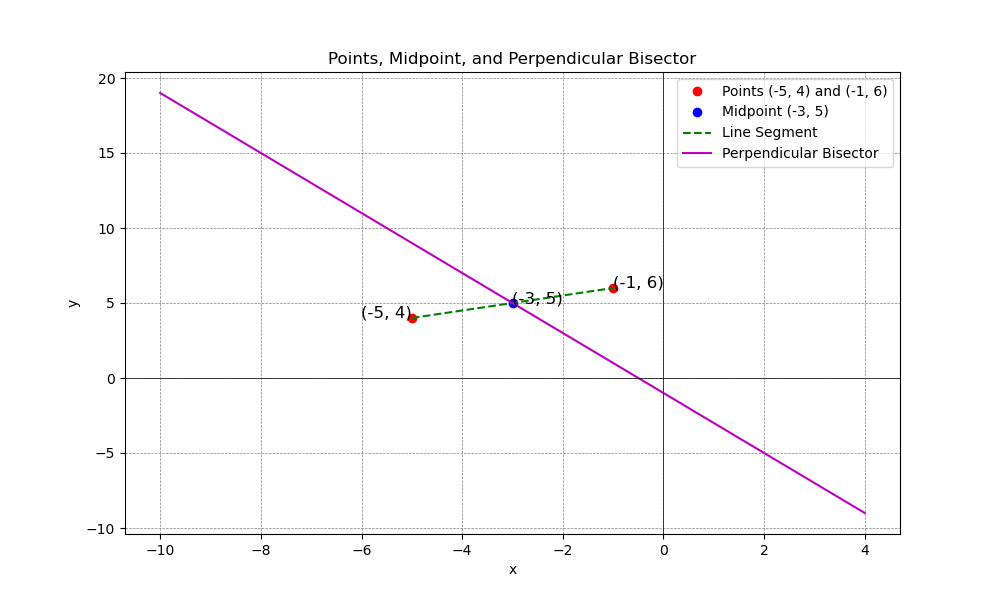 Points, Midpoint, and Perpendicular Bisector
Points (-5, 4) and (-1, 6)
Midpoint (-3, 5)
Line Segment
Perpendicular Bisector
20
15
10
5
0
−5
−10
y
(-1, 6)
(-3, 5)
(-5, 4)
−10 −8 −6 −4 −2 0 2 4
x